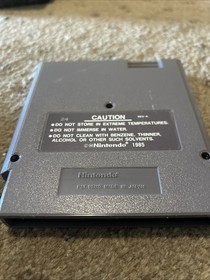 CAUTION
•DO NOT STORE IN EXTREME TEMPERATURES.
•DO NOT IMMERSE IN WATER.
•DO NOT CLEAN WITH BENZENE, THINNER,
ALCOHOL OR OTHER SUCH SOLVENTS.
©Nintendo® 1985
Nintendo®